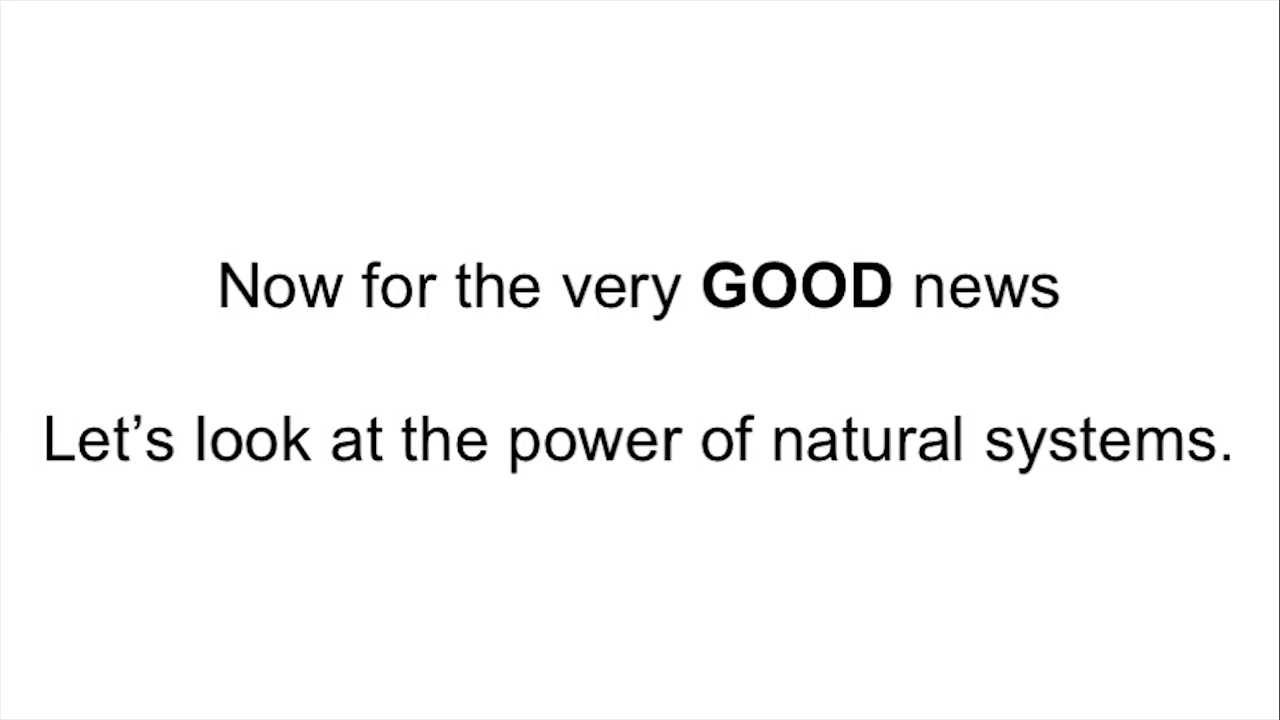 Now for the very GOOD news
Let’s look at the power of natural systems.